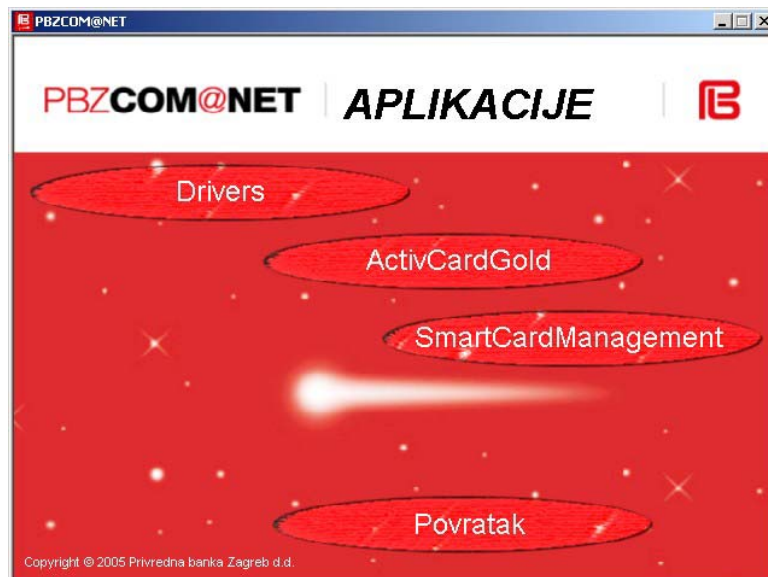 PBZCOM@NET
PBZCOM@NET APLIKACIJE
Drivers
ActivCardGold
SmartCardManagement
Povratak
Copyright © 2005 Privredna banka Zagreb d.d.